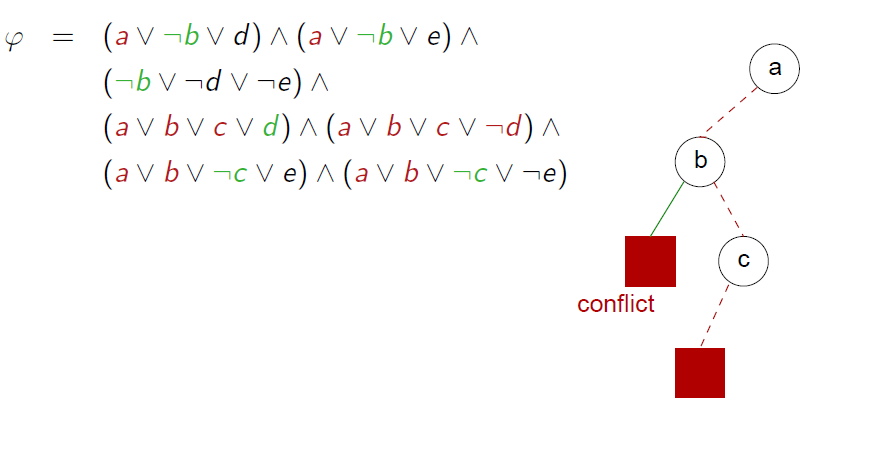 φ = (a ∨ ¬b ∨ d) ∧ (a ∨ ¬b ∨ e) ∧
(¬b ∨ ¬d ∨ ¬e) ∧
(a ∨ b ∨ c ∨ d) ∧ (a ∨ b ∨ c ∨ ¬d) ∧
(a ∨ b ∨ ¬c ∨ e) ∧ (a ∨ b ∨ ¬c ∨ ¬e)
a
b
c
conflict